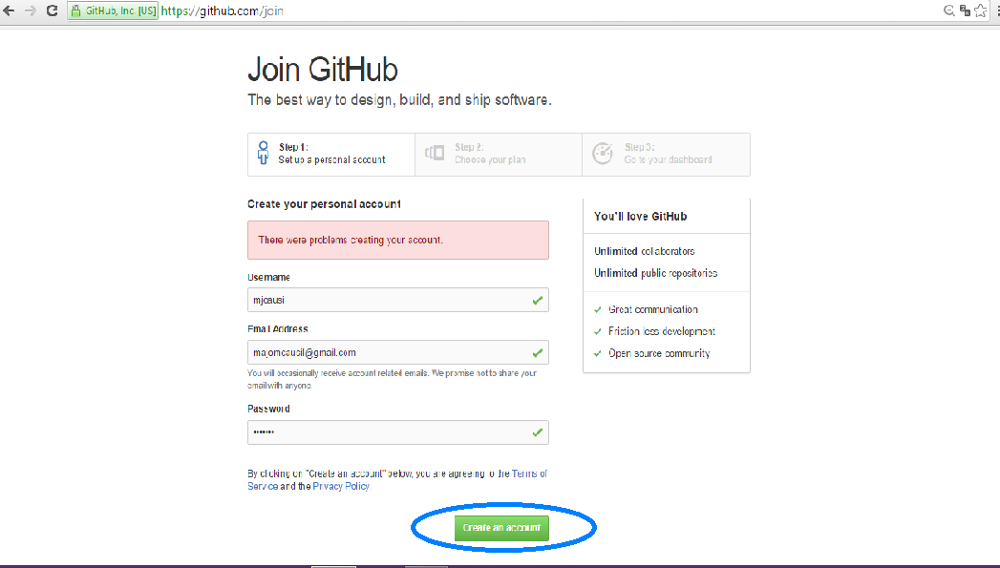 GitHub, Inc. [US] https://github.com/join
Join GitHub
The best way to design, build, and ship software.
Step 1:
Set up a personal account
Step 2:
Choose your plan
Step 3:
Go to your dashboard
Create your personal account
There were problems creating your account.
Username
mjcausi
Email Address
majomcausil@gmail.com
You will occasionally receive account related emails. We promise not to share your
email with anyone.
Password
•••••••
By clicking on "Create an account" below, you are agreeing to the Terms of
Service and the Privacy Policy.
Create an account
You'll love GitHub
Unlimited collaborators
Unlimited public repositories
Great communication
Friction less development
Open source community